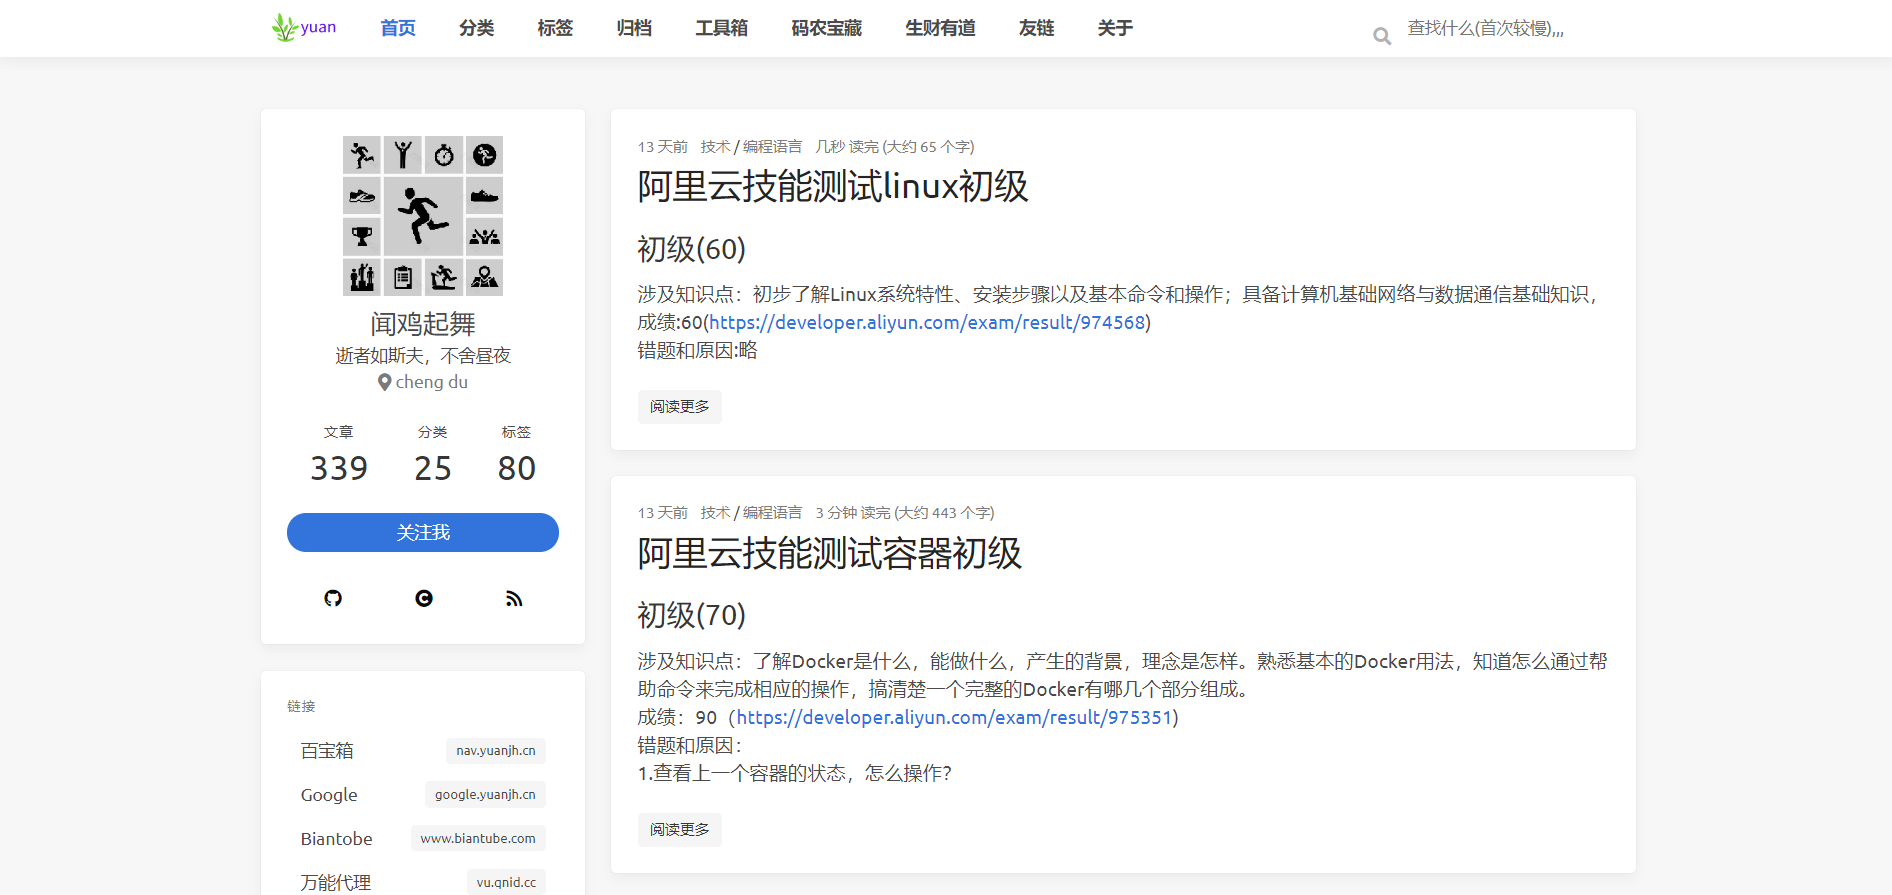 yuan 首页 分类 标签 归档 工具箱 码农宝藏 生财有道 友链 关于 查找什么(首次较慢),,,
闻鸡起舞
逝者如斯夫，不舍昼夜
cheng du
文章 分类 标签
339 25 80
关注我
链接
百宝箱 nav.yuanjh.cn
Google google.yuanjh.cn
Biantobe www.biantube.com
万能代理 vu.qnid.cc
13 天前 技术 / 编程语言 几秒 读完 (大约 65 个字)
阿里云技能测试linux初级
初级(60)
涉及知识点：初步了解Linux系统特性、安装步骤以及基本命令和操作；具备计算机基础网络与数据通信基础知识，
成绩:60(https://developer.aliyun.com/exam/result/974568)
错题和原因:略
阅读更多
13 天前 技术 / 编程语言 3 分钟 读完 (大约 443 个字)
阿里云技能测试容器初级
初级(70)
涉及知识点：了解Docker是什么，能做什么，产生的背景，理念是怎样。熟悉基本的Docker用法，知道怎么通过帮
助命令来完成相应的操作，搞清楚一个完整的Docker有哪几个部分组成。
成绩：90（https://developer.aliyun.com/exam/result/975351)
错题和原因：
1.查看上一个容器的状态，怎么操作？
阅读更多